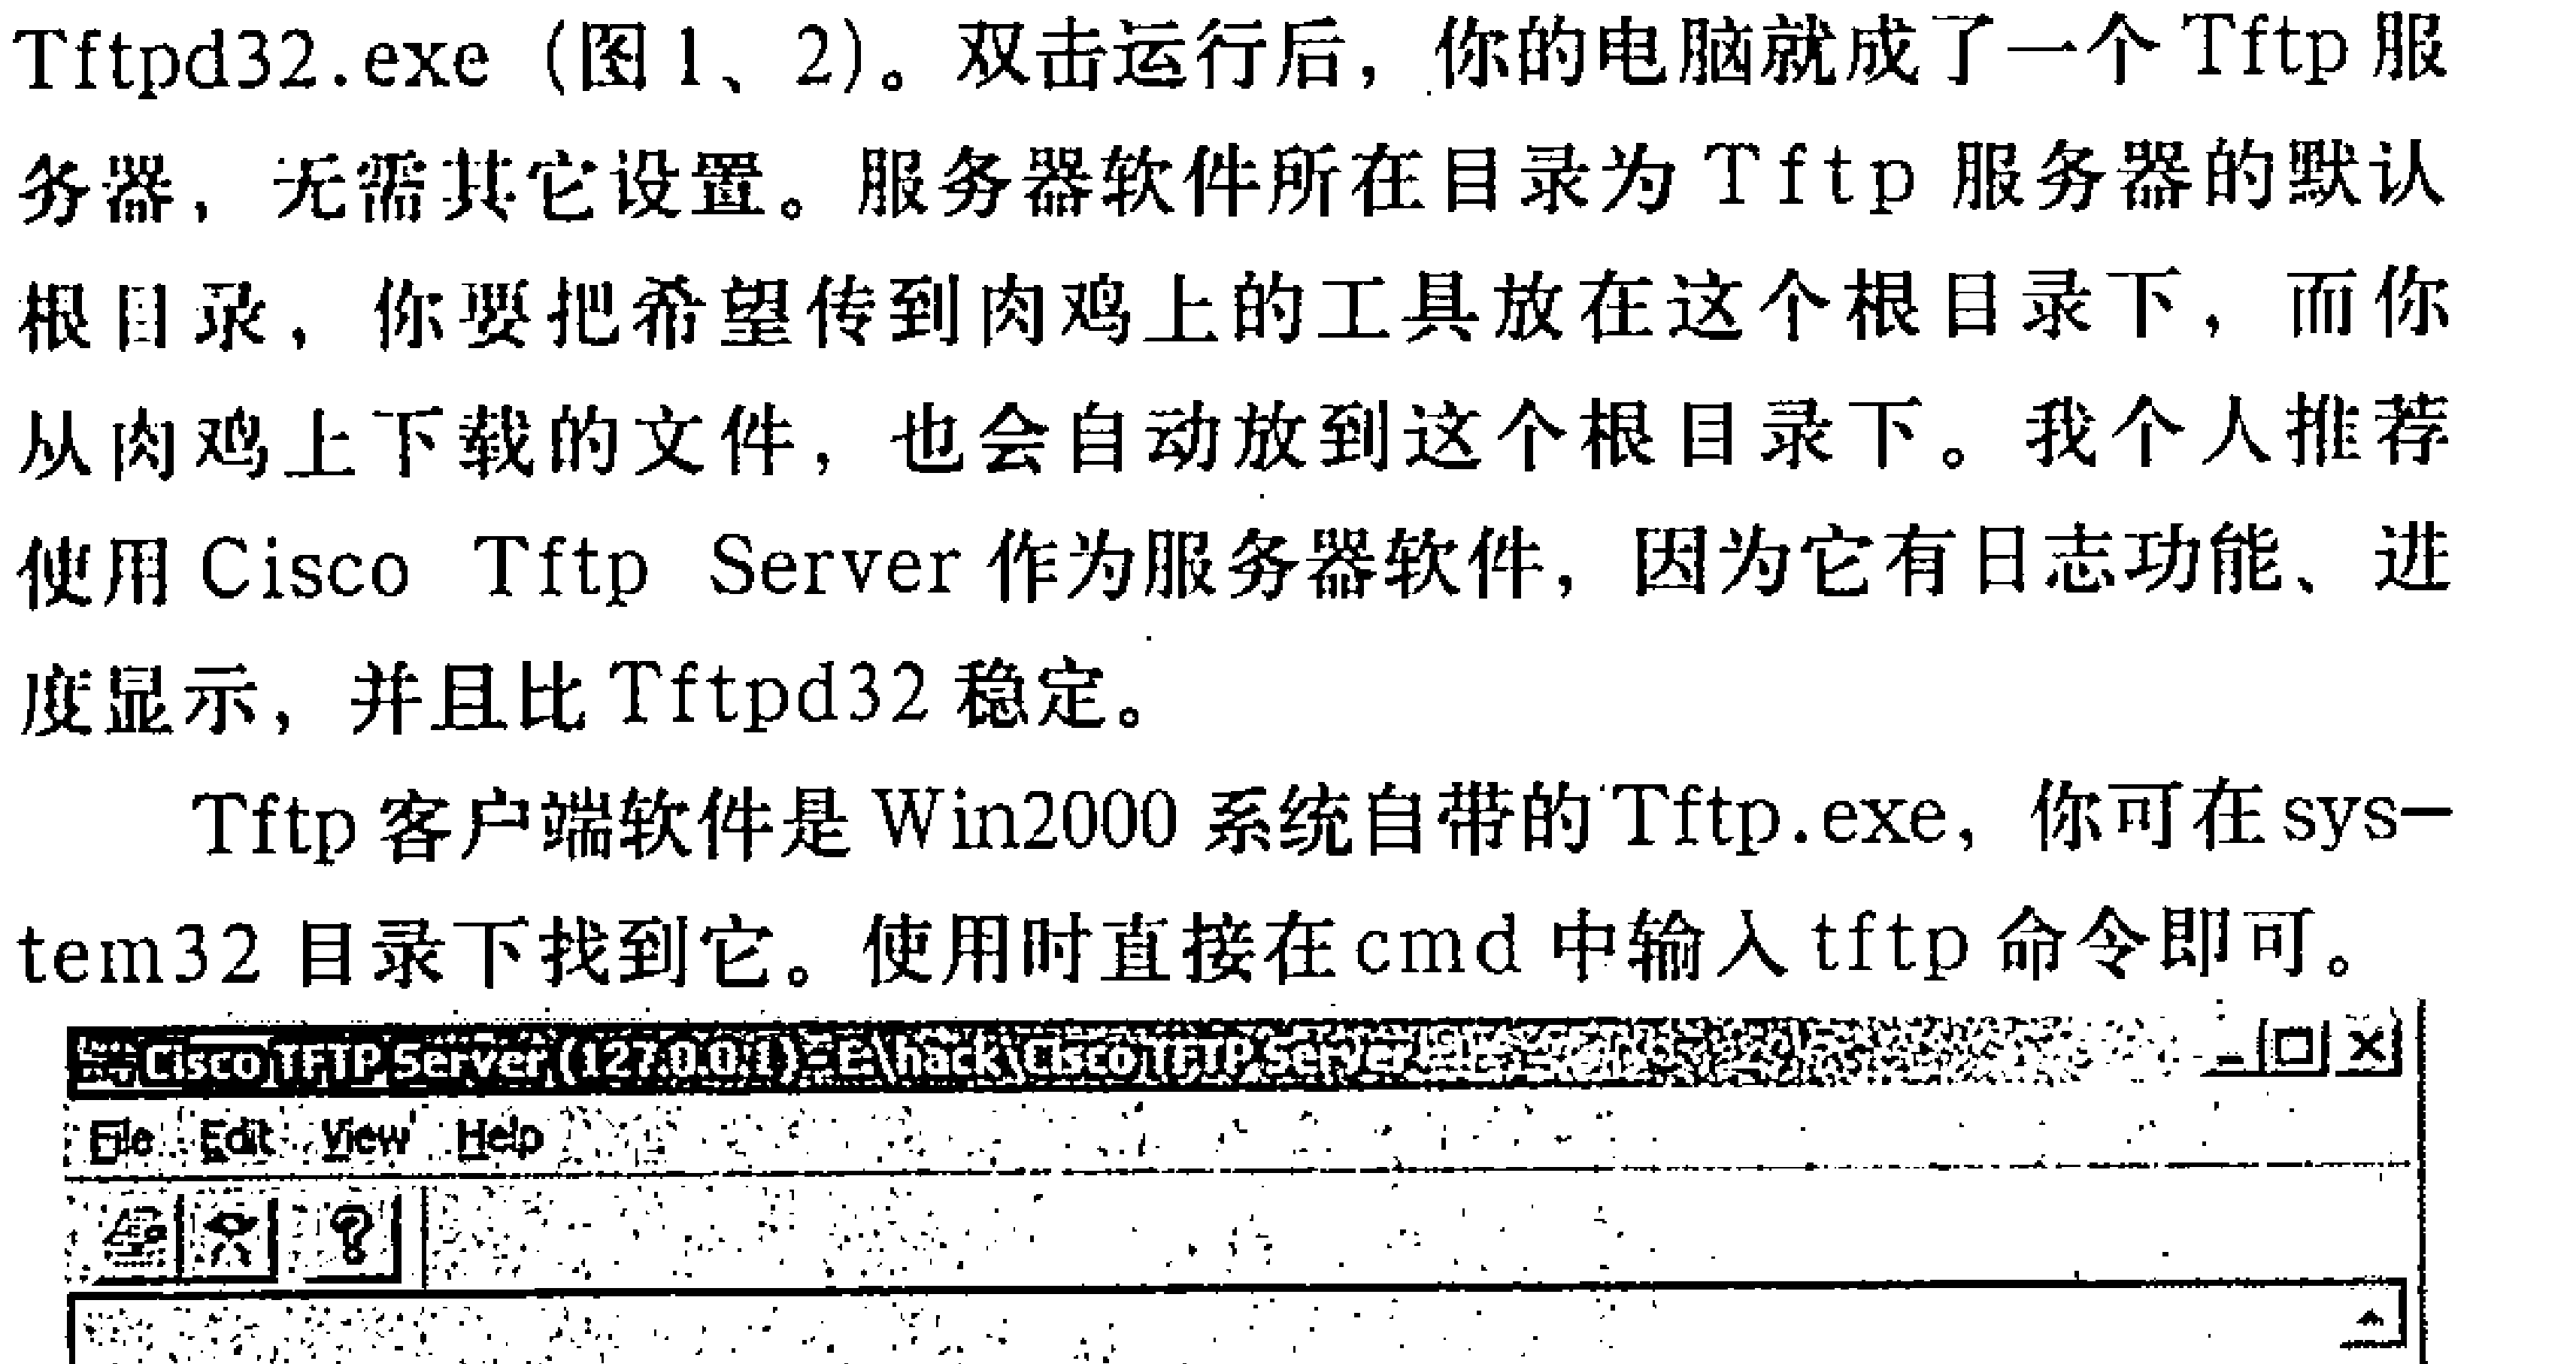 Tftpd32.exe（图1、2）。双击运行后，你的电脑就成了一个Tftp服
务器，无需其它设置。服务器软件所在目录为Tftp服务器的默认
根目录，你要把希望传到肉鸡上的工具放在这个根目录下，而你
从肉鸡上下载的文件，也会自动放到这个根目录下。我个人推荐
使用Cisco Tftp Server作为服务器软件，因为它有日志功能、进
度显示，并且比Tftpd32稳定。
Tftp客户端软件是Win2000系统自带的Tftp.exe，你可在sys-
tem32目录下找到它。使用时直接在cmd中输入tftp命令即可。
Cisco TFTP Server (127.0.0.1) - E:\hack\Cisco TFTP Server
File Edit View Help